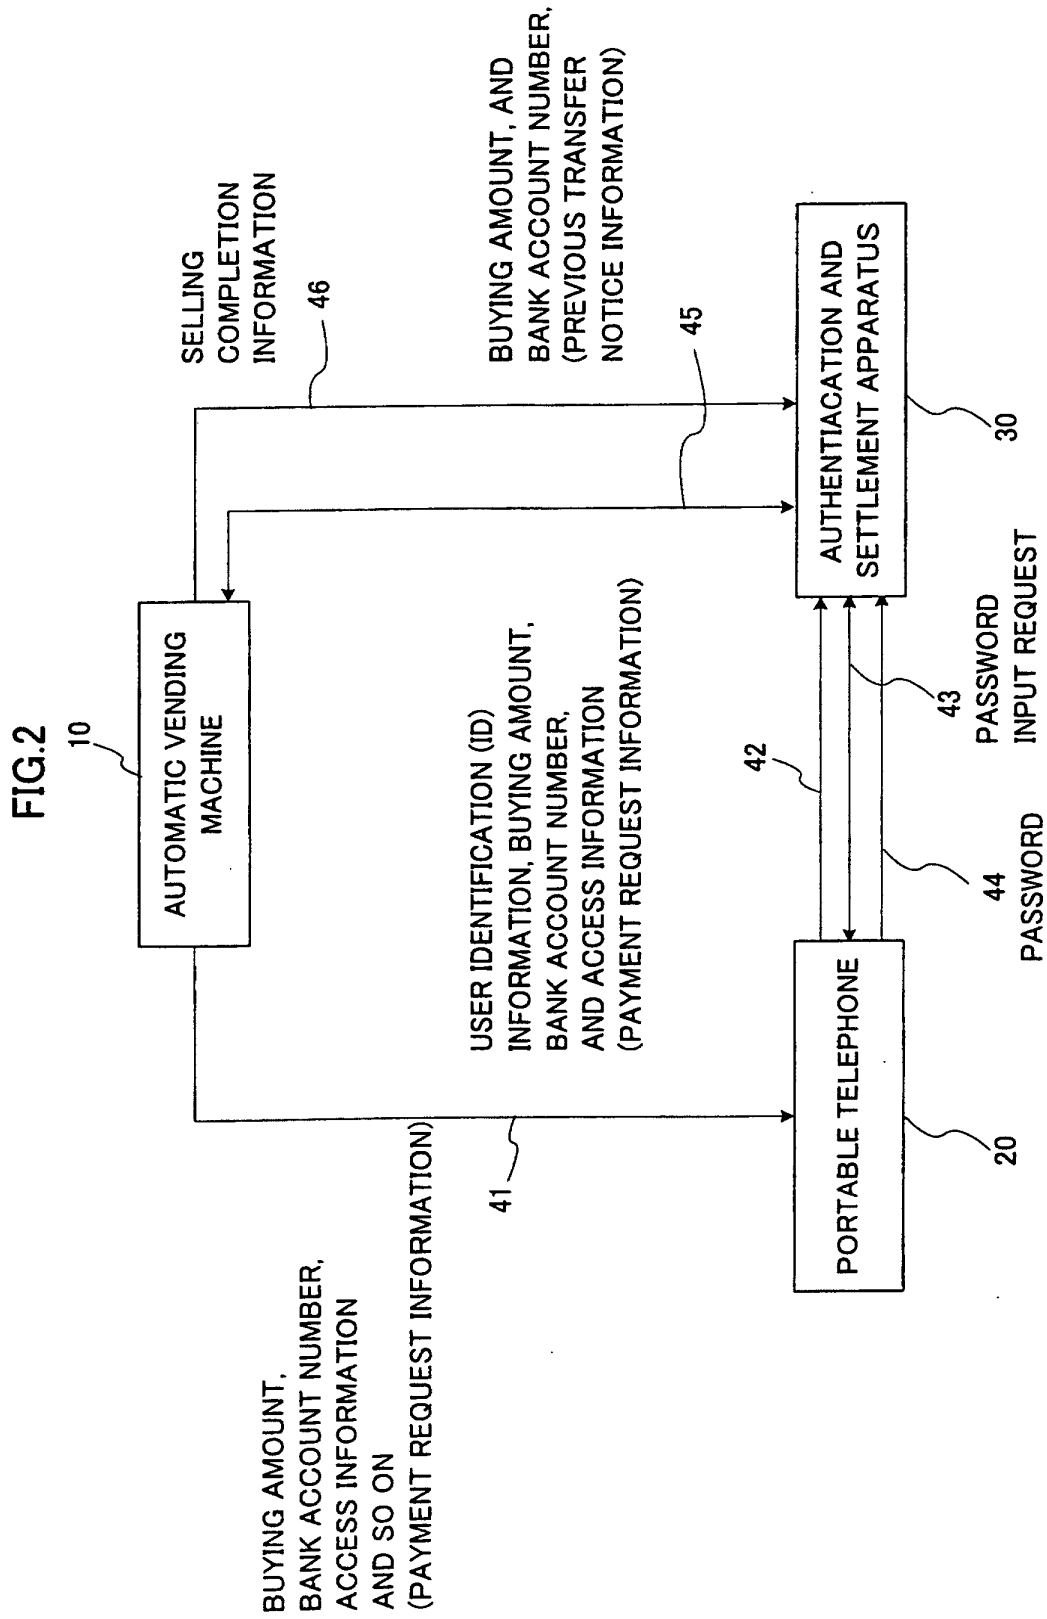 FIG.2
10
AUTOMATIC VENDING
MACHINE
SELLING
COMPLETION
INFORMATION
46
BUYING AMOUNT,
BANK ACCOUNT NUMBER,
ACCESS INFORMATION
AND SO ON
(PAYMENT REQUEST INFORMATION)
41
USER IDENTIFICATION (ID)
INFORMATION, BUYING AMOUNT,
BANK ACCOUNT NUMBER,
AND ACCESS INFORMATION
(PAYMENT REQUEST INFORMATION)
BUYING AMOUNT, AND
BANK ACCOUNT NUMBER,
(PREVIOUS TRANSFER
NOTICE INFORMATION)
45
42
PORTABLE TELEPHONE
20
AUTHENTIACATION AND
SETTLEMENT APPARATUS
30
43
PASSWORD
INPUT REQUEST
44
PASSWORD